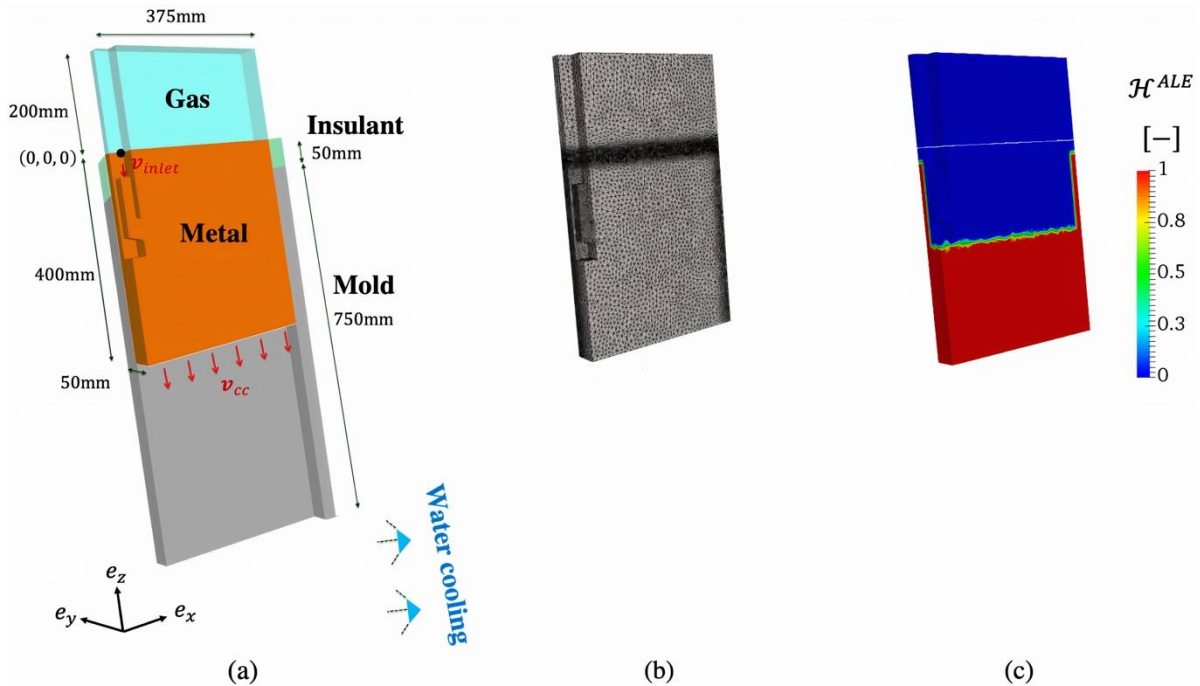 375mm
200mm
Gas
Insulant
50mm
(0,0,0)
v_inlet
Metal
400mm
Mold
750mm
50mm
v_cc
Water cooling
e_z
e_y
e_x
(a)
(b)
ℋ^ALE
[−]
1
0.8
0.5
0.3
0
(c)